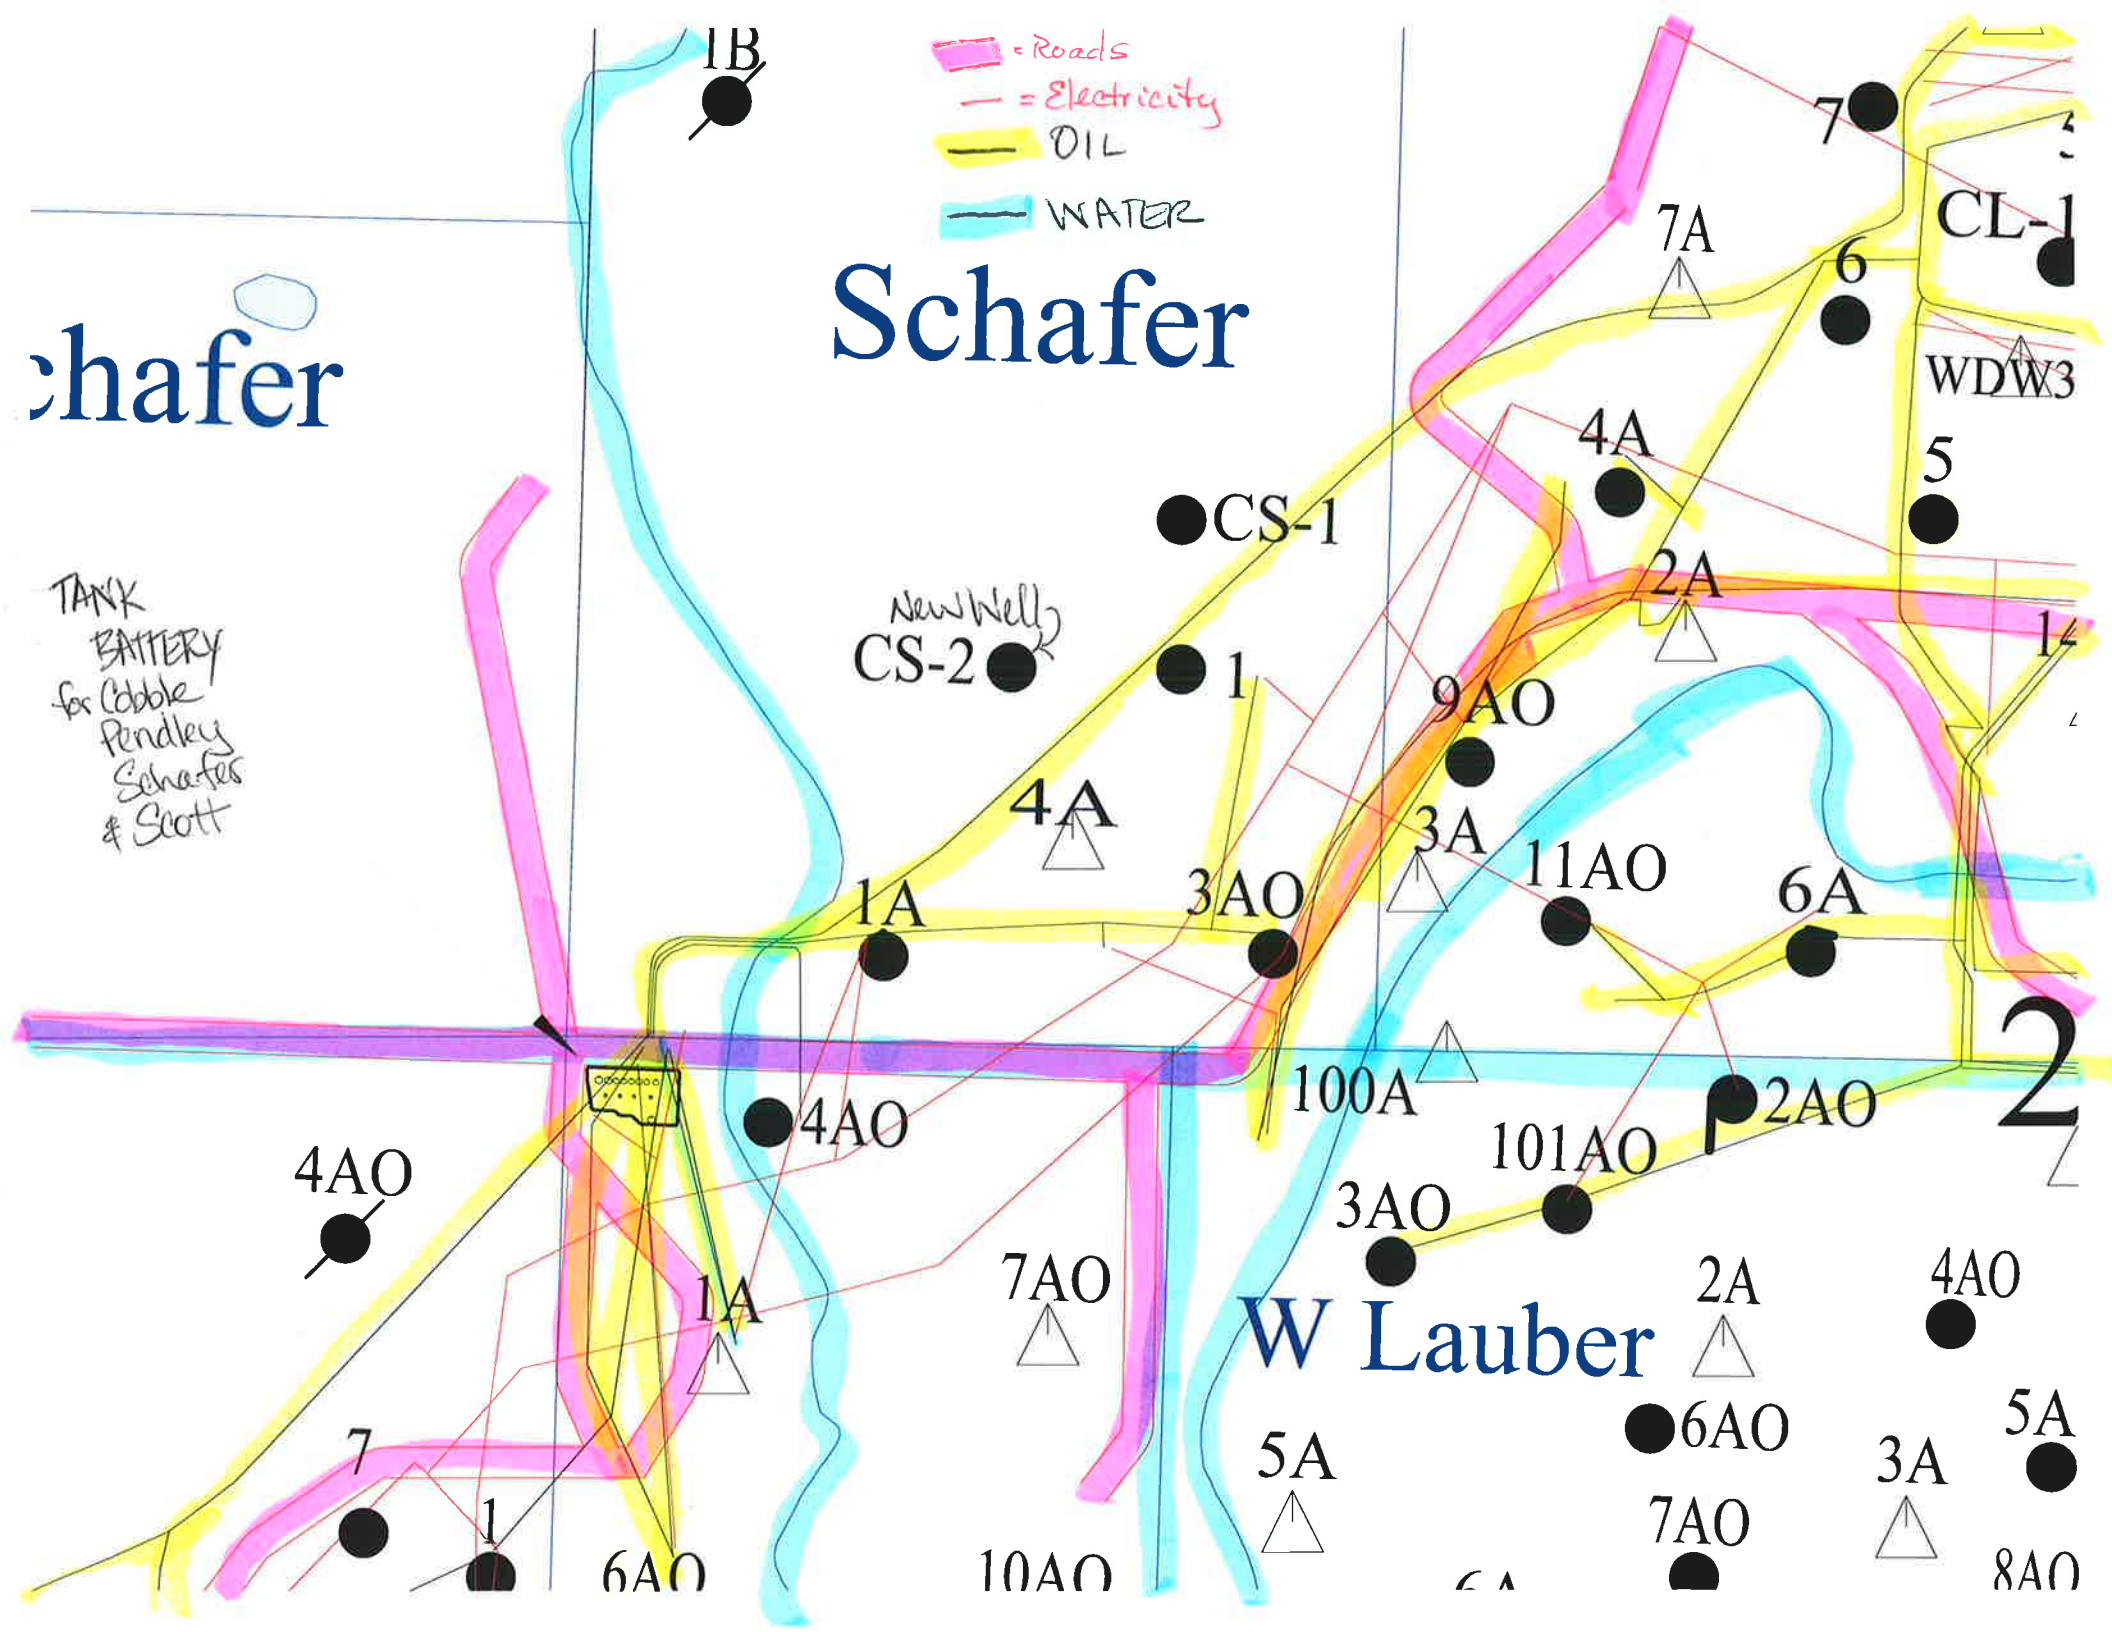 1B
= Roads
= Electricity
OIL
WATER
7
CL-1
7A
6
Schafer
chafer
WDW3
4A
5
CS-1
TANK
BATTERY
for Cobble
Pendley
Schafer
& Scott
New Well
CS-2
1
2A
14
9AO
4A
3A
11AO
1A
3AO
6A
2
100A
4AO
2AO
101AO
4AO
3AO
7AO
2A
4AO
1A
W Lauber
6AO
5A
7
5A
3A
1
7AO
6AO
10AO
6A
8AO